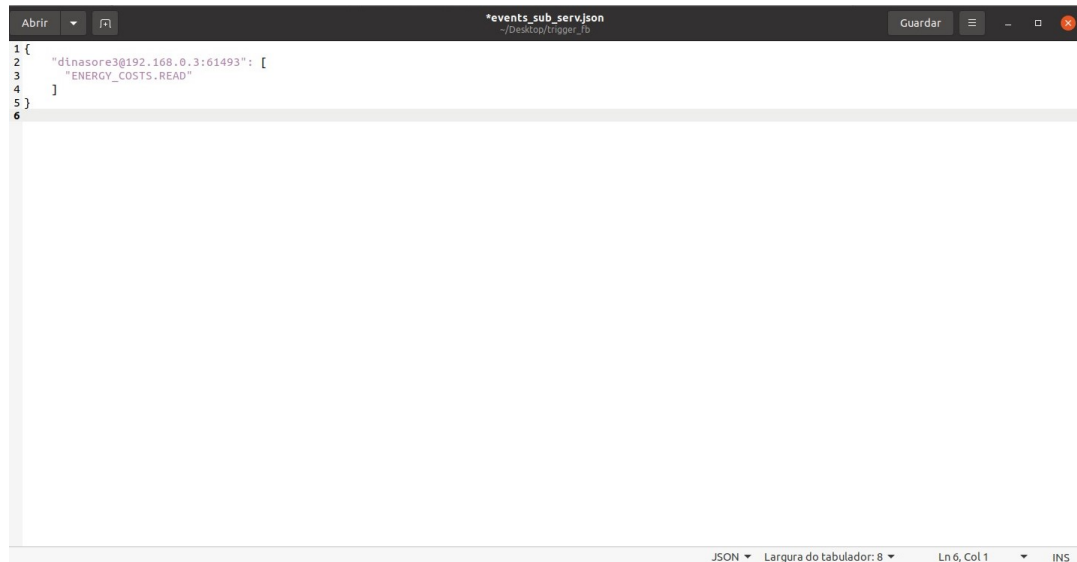 Abrir
*events_sub_serv.json
~/Desktop/trigger_fb
Guardar
1 {
2 "dinasore3@192.168.0.3:61493": [
3 "ENERGY_COSTS.READ"
4 ]
5 }
6
JSON Largura do tabulador: 8 Ln 6, Col 1 INS